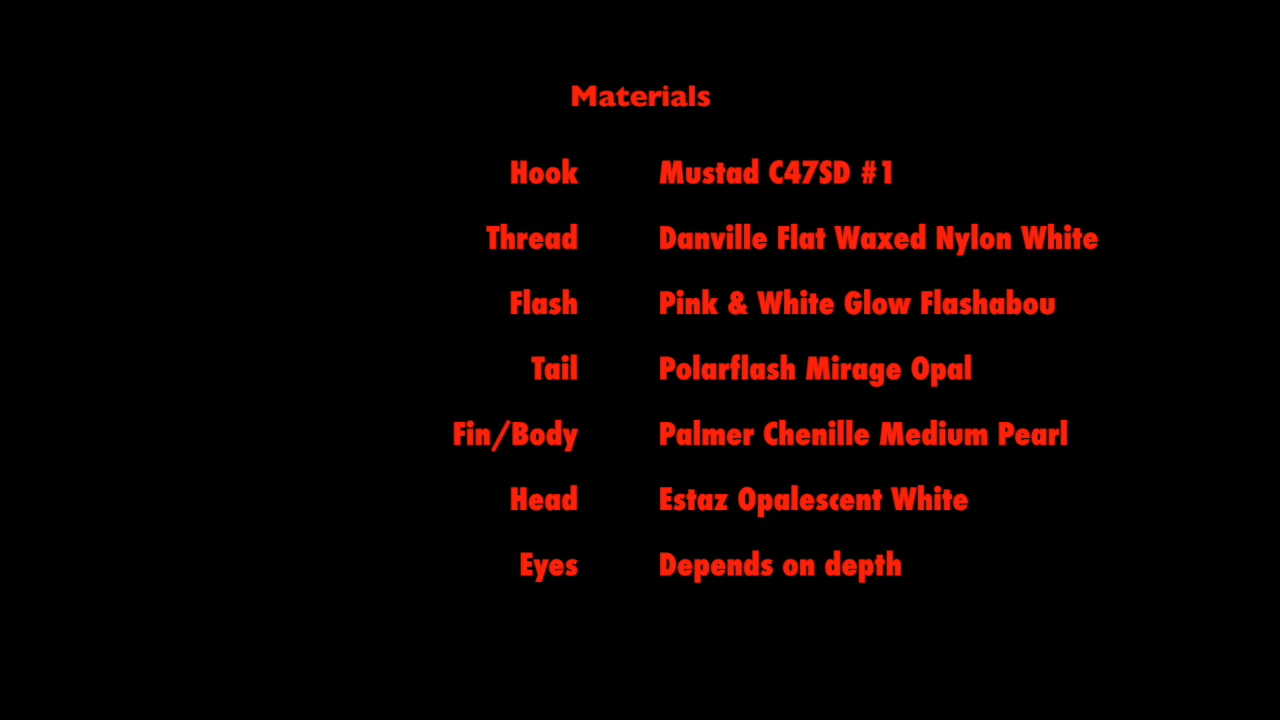 Materials
Hook Mustad C47SD #1
Thread Danville Flat Waxed Nylon White
Flash Pink & White Glow Flashabou
Tail Polarflash Mirage Opal
Fin/Body Palmer Chenille Medium Pearl
Head Estaz Opalescent White
Eyes Depends on depth